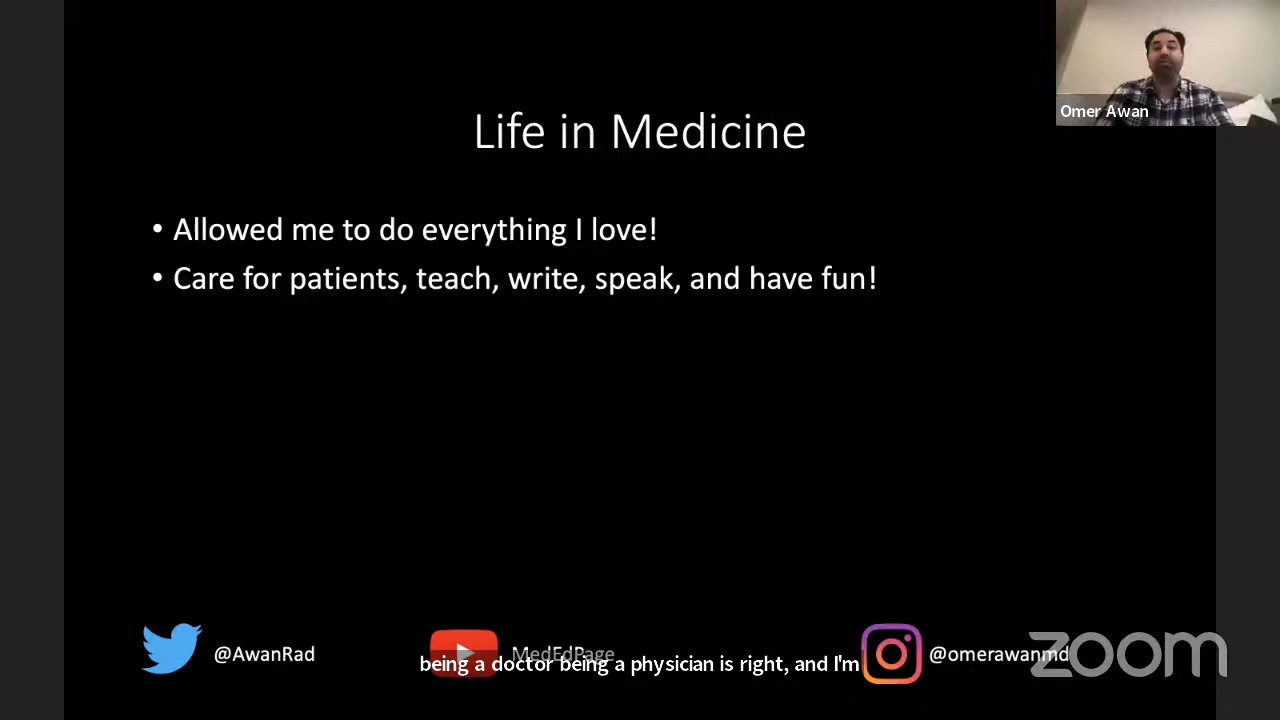 Omer Awan
Life in Medicine
• Allowed me to do everything I love!
• Care for patients, teach, write, speak, and have fun!
@AwanRad
MedEdPage
@omerawanmd
zoom
being a doctor being a physician is right, and I'm